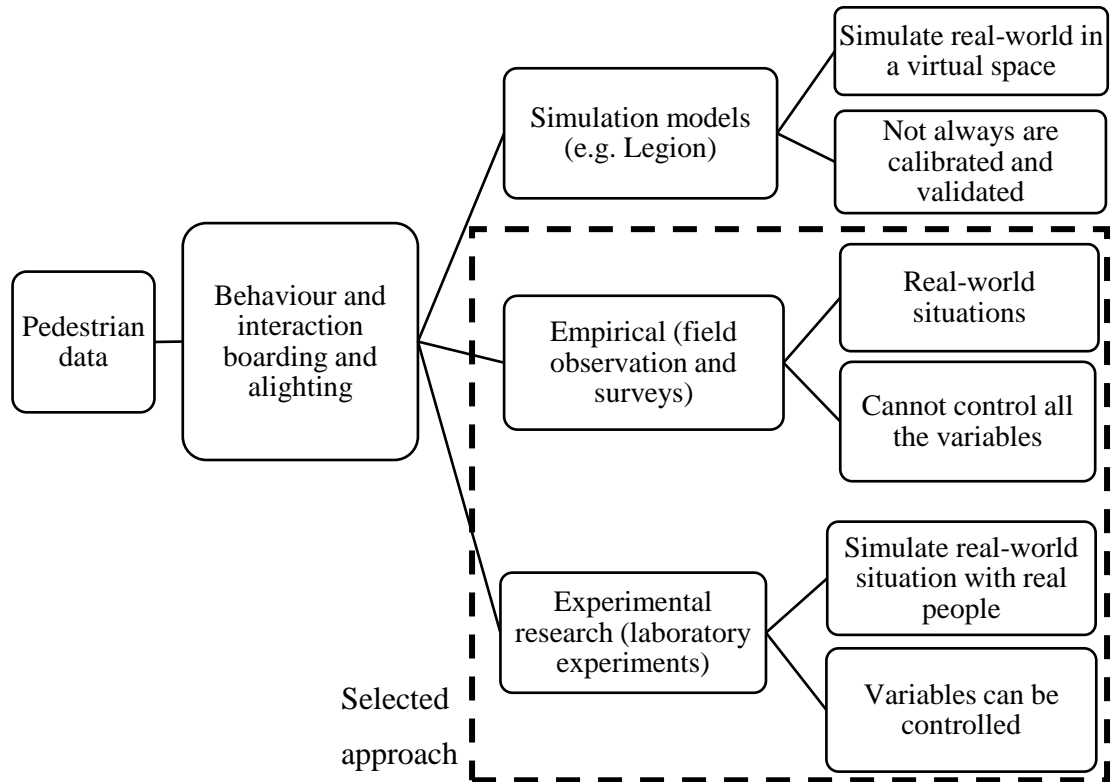 Pedestrian
data
Behaviour and
interaction
boarding and
alighting
Simulation models
(e.g. Legion)
Simulate real-world in
a virtual space
Not always are
calibrated and
validated
Empirical (field
observation and
surveys)
Real-world
situations
Cannot control all
the variables
Experimental
research (laboratory
experiments)
Simulate real-world
situation with real
people
Variables can be
controlled
Selected
approach